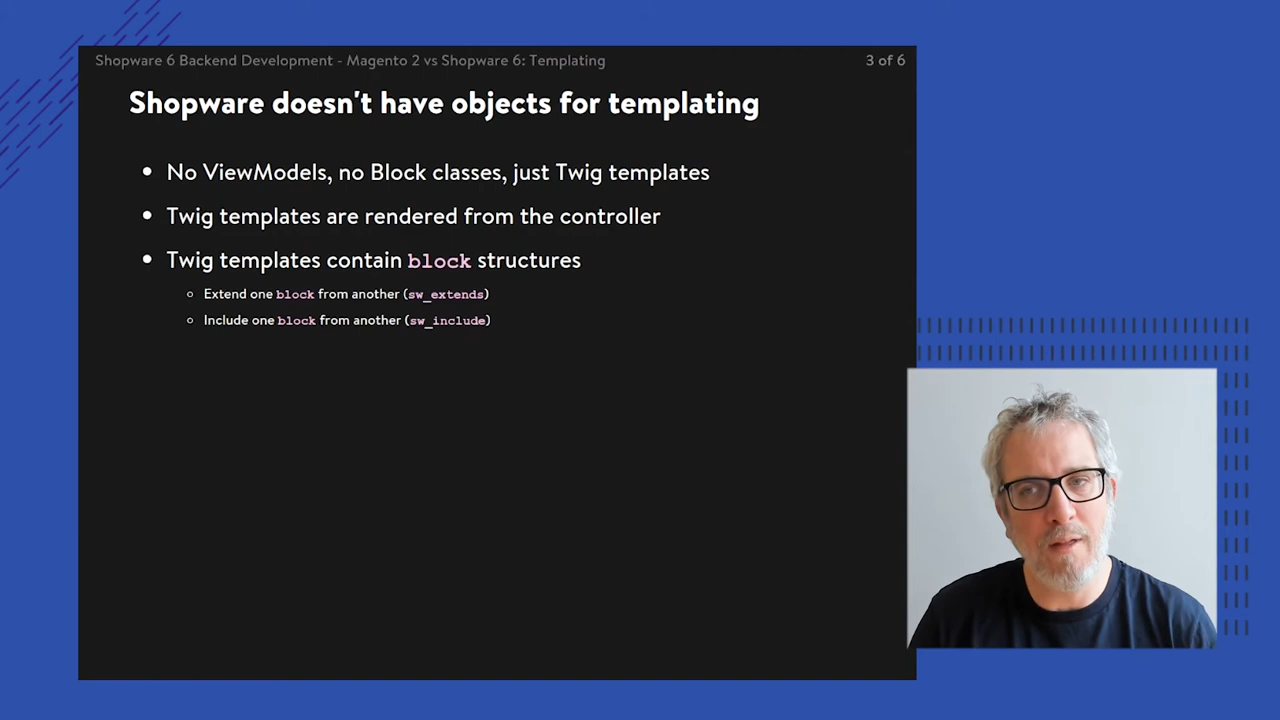 Shopware 6 Backend Development - Magento 2 vs Shopware 6: Templating
3 of 6
Shopware doesn't have objects for templating
No ViewModels, no Block classes, just Twig templates
Twig templates are rendered from the controller
Twig templates contain block structures
Extend one block from another (sw_extends)
Include one block from another (sw_include)